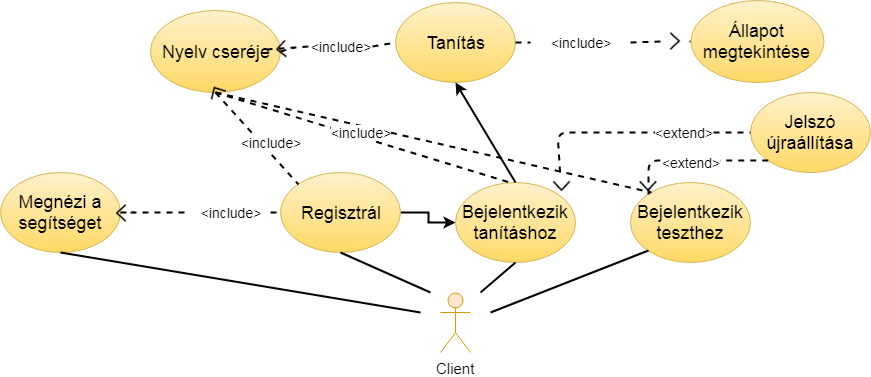 Nyelv cseréje
<include>
Tanítás
<include>
Állapot
megtekintése
<include>
<include>
<extend>
Jelszó
újraállítása
<extend>
Megnézi a
segítséget
<include>
Regisztrál
Bejelentkezik
tanításhoz
Bejelentkezik
teszthez
Client